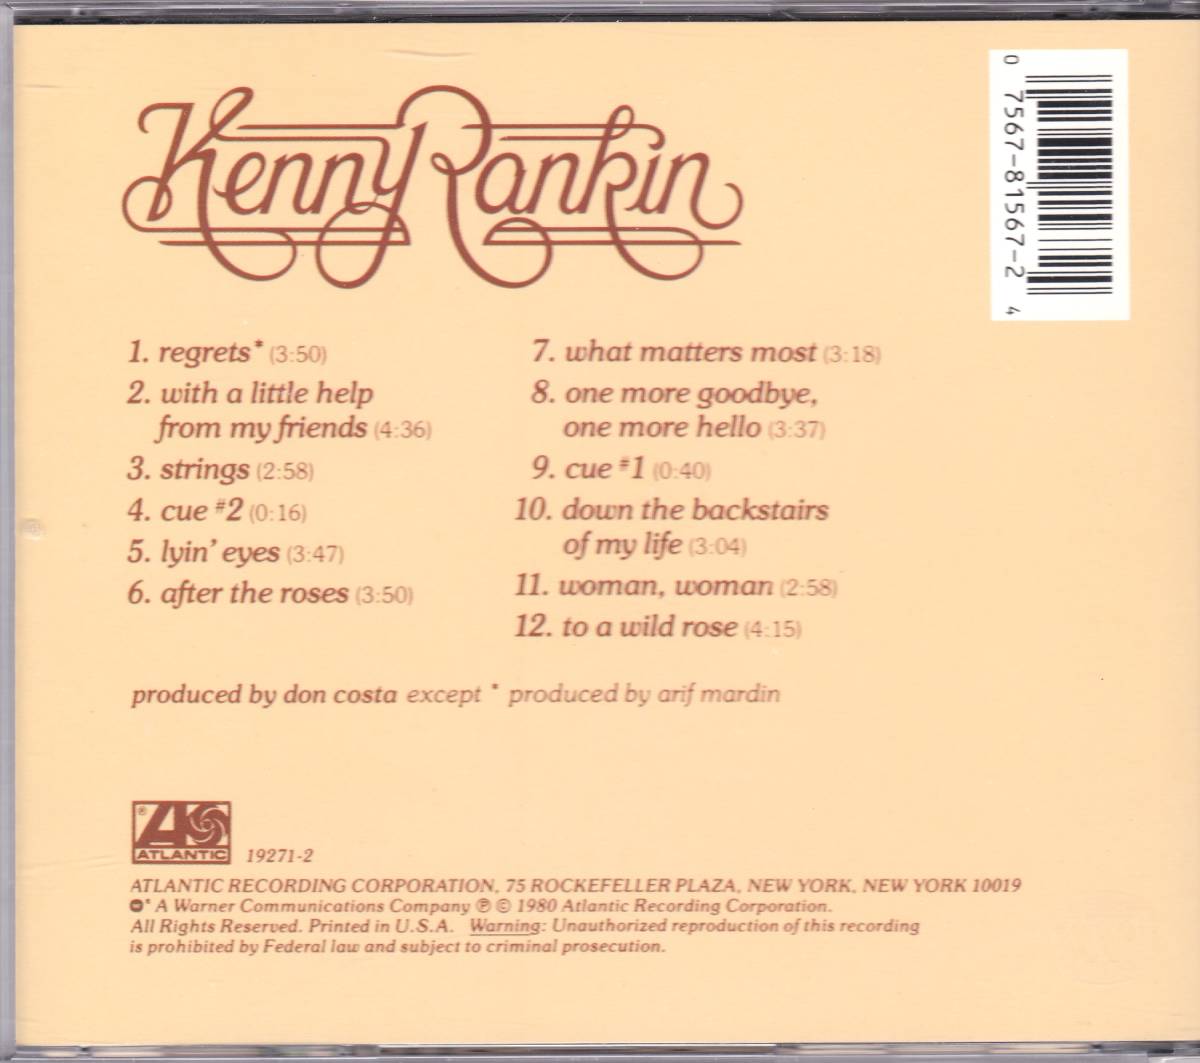 Kenny Rankin
0 7567-81567-2 4
1. regrets* (3:50)
2. with a little help
from my friends (4:36)
3. strings (2:58)
4. cue #2 (0:16)
5. lyin' eyes (3:47)
6. after the roses (3:50)
7. what matters most (3:18)
8. one more goodbye,
one more hello (3:37)
9. cue #1 (0:40)
10. down the backstairs
of my life (3:04)
11. woman, woman (2:58)
12. to a wild rose (4:15)
produced by don costa except * produced by arif mardin
®
ATLANTIC 19271-2
ATLANTIC RECORDING CORPORATION, 75 ROCKEFELLER PLAZA, NEW YORK, NEW YORK 10019
* A Warner Communications Company ℗ © 1980 Atlantic Recording Corporation.
All Rights Reserved. Printed in U.S.A. Warning: Unauthorized reproduction of this recording
is prohibited by Federal law and subject to criminal prosecution.